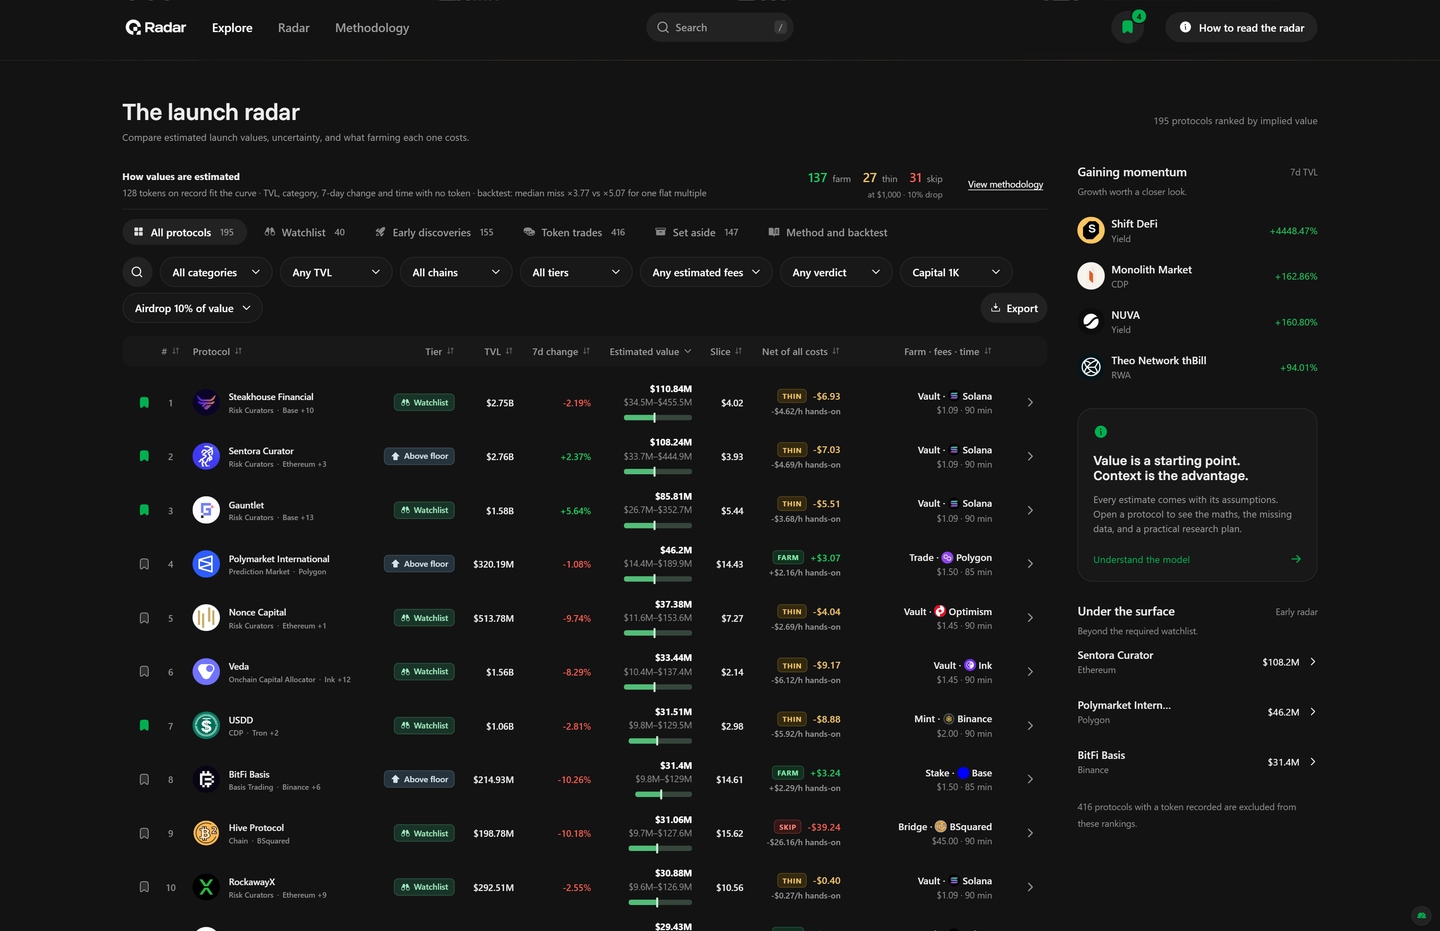 Radar
Explore
Radar
Methodology
Search
/
4
How to read the radar
The launch radar
Compare estimated launch values, uncertainty, and what farming each one costs.
195 protocols ranked by implied value
How values are estimated
128 tokens on record fit the curve · TVL, category, 7-day change and time with no token · backtest: median miss ×3.77 vs ×5.07 for one flat multiple
137 farm 27 thin 31 skip
at $1,000 · 10% drop
View methodology
All protocols 195
Watchlist 40
Early discoveries 155
Token trades 416
Set aside 147
Method and backtest
All categories
Any TVL
All chains
All tiers
Any estimated fees
Any verdict
Capital 1K
Airdrop 10% of value
Export
# Protocol Tier TVL 7d change Estimated value Slice Net of all costs Farm · fees · time
1 Steakhouse Financial Watchlist $2.75B -2.19% $110.84M $4.02 THIN -$6.93 Vault · Solana
Risk Curators · Base +10 $34.5M–$455.5M -$4.62/h hands-on $1.09 · 90 min
2 Sentora Curator Above floor $2.76B +2.37% $108.24M $3.93 THIN -$7.03 Vault · Solana
Risk Curators · Ethereum +3 $33.7M–$444.9M -$4.69/h hands-on $1.09 · 90 min
3 Gauntlet Watchlist $1.58B +5.64% $85.81M $5.44 THIN -$5.51 Vault · Solana
Risk Curators · Base +13 $26.7M–$352.7M -$3.68/h hands-on $1.09 · 90 min
4 Polymarket International Above floor $320.19M -1.08% $46.2M $14.43 FARM +$3.07 Trade · Polygon
Prediction Market · Polygon $14.4M–$189.9M +$2.16/h hands-on $1.50 · 85 min
5 Nonce Capital Watchlist $513.78M -9.74% $37.38M $7.27 THIN -$4.04 Vault · Optimism
Risk Curators · Ethereum +1 $11.6M–$153.6M -$2.69/h hands-on $1.45 · 90 min
6 Veda Watchlist $1.56B -8.29% $33.44M $2.14 THIN -$9.17 Vault · Ink
Onchain Capital Allocator · Ink +12 $10.4M–$137.4M -$6.12/h hands-on $1.45 · 90 min
7 USDD Watchlist $1.06B -2.81% $31.51M $2.98 THIN -$8.88 Mint · Binance
CDP · Tron +2 $9.8M–$129.5M -$5.92/h hands-on $2.00 · 90 min
8 BitFi Basis Above floor $214.93M -10.26% $31.4M $14.61 FARM +$3.24 Stake · Base
Basis Trading · Binance +6 $9.8M–$129M +$2.29/h hands-on $1.50 · 85 min
9 Hive Protocol Watchlist $198.78M -10.18% $31.06M $15.62 SKIP -$39.24 Bridge · BSquared
Chain · BSquared $9.7M–$127.6M -$26.16/h hands-on $45.00 · 90 min
10 RockawayX Watchlist $292.51M -2.55% $30.88M $10.56 THIN -$0.40 Vault · Solana
Risk Curators · Ethereum +9 $9.6M–$126.9M -$0.27/h hands-on $1.09 · 90 min
$29.43M
Gaining momentum 7d TVL
Growth worth a closer look.
Shift DeFi +4448.47%
Yield
Monolith Market +162.86%
CDP
NUVA +160.80%
Yield
Theo Network thBill +94.01%
RWA
Value is a starting point.
Context is the advantage.
Every estimate comes with its assumptions.
Open a protocol to see the maths, the missing
data, and a practical research plan.
Understand the model
Under the surface Early radar
Beyond the required watchlist.
Sentora Curator $108.2M
Ethereum
Polymarket Intern... $46.2M
Polygon
BitFi Basis $31.4M
Binance
416 protocols with a token recorded are excluded from
these rankings.